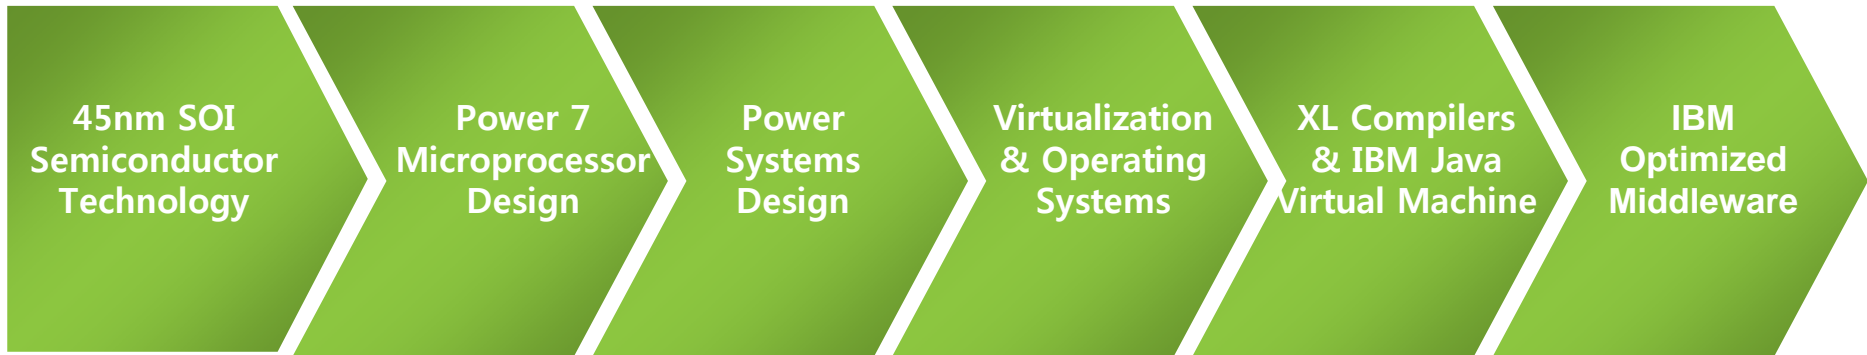 45nm SOI
Semiconductor
Technology
Power 7
Microprocessor
Design
Power
Systems
Design
Virtualization
& Operating
Systems
XL Compilers
& IBM Java
Virtual Machine
IBM
Optimized
Middleware